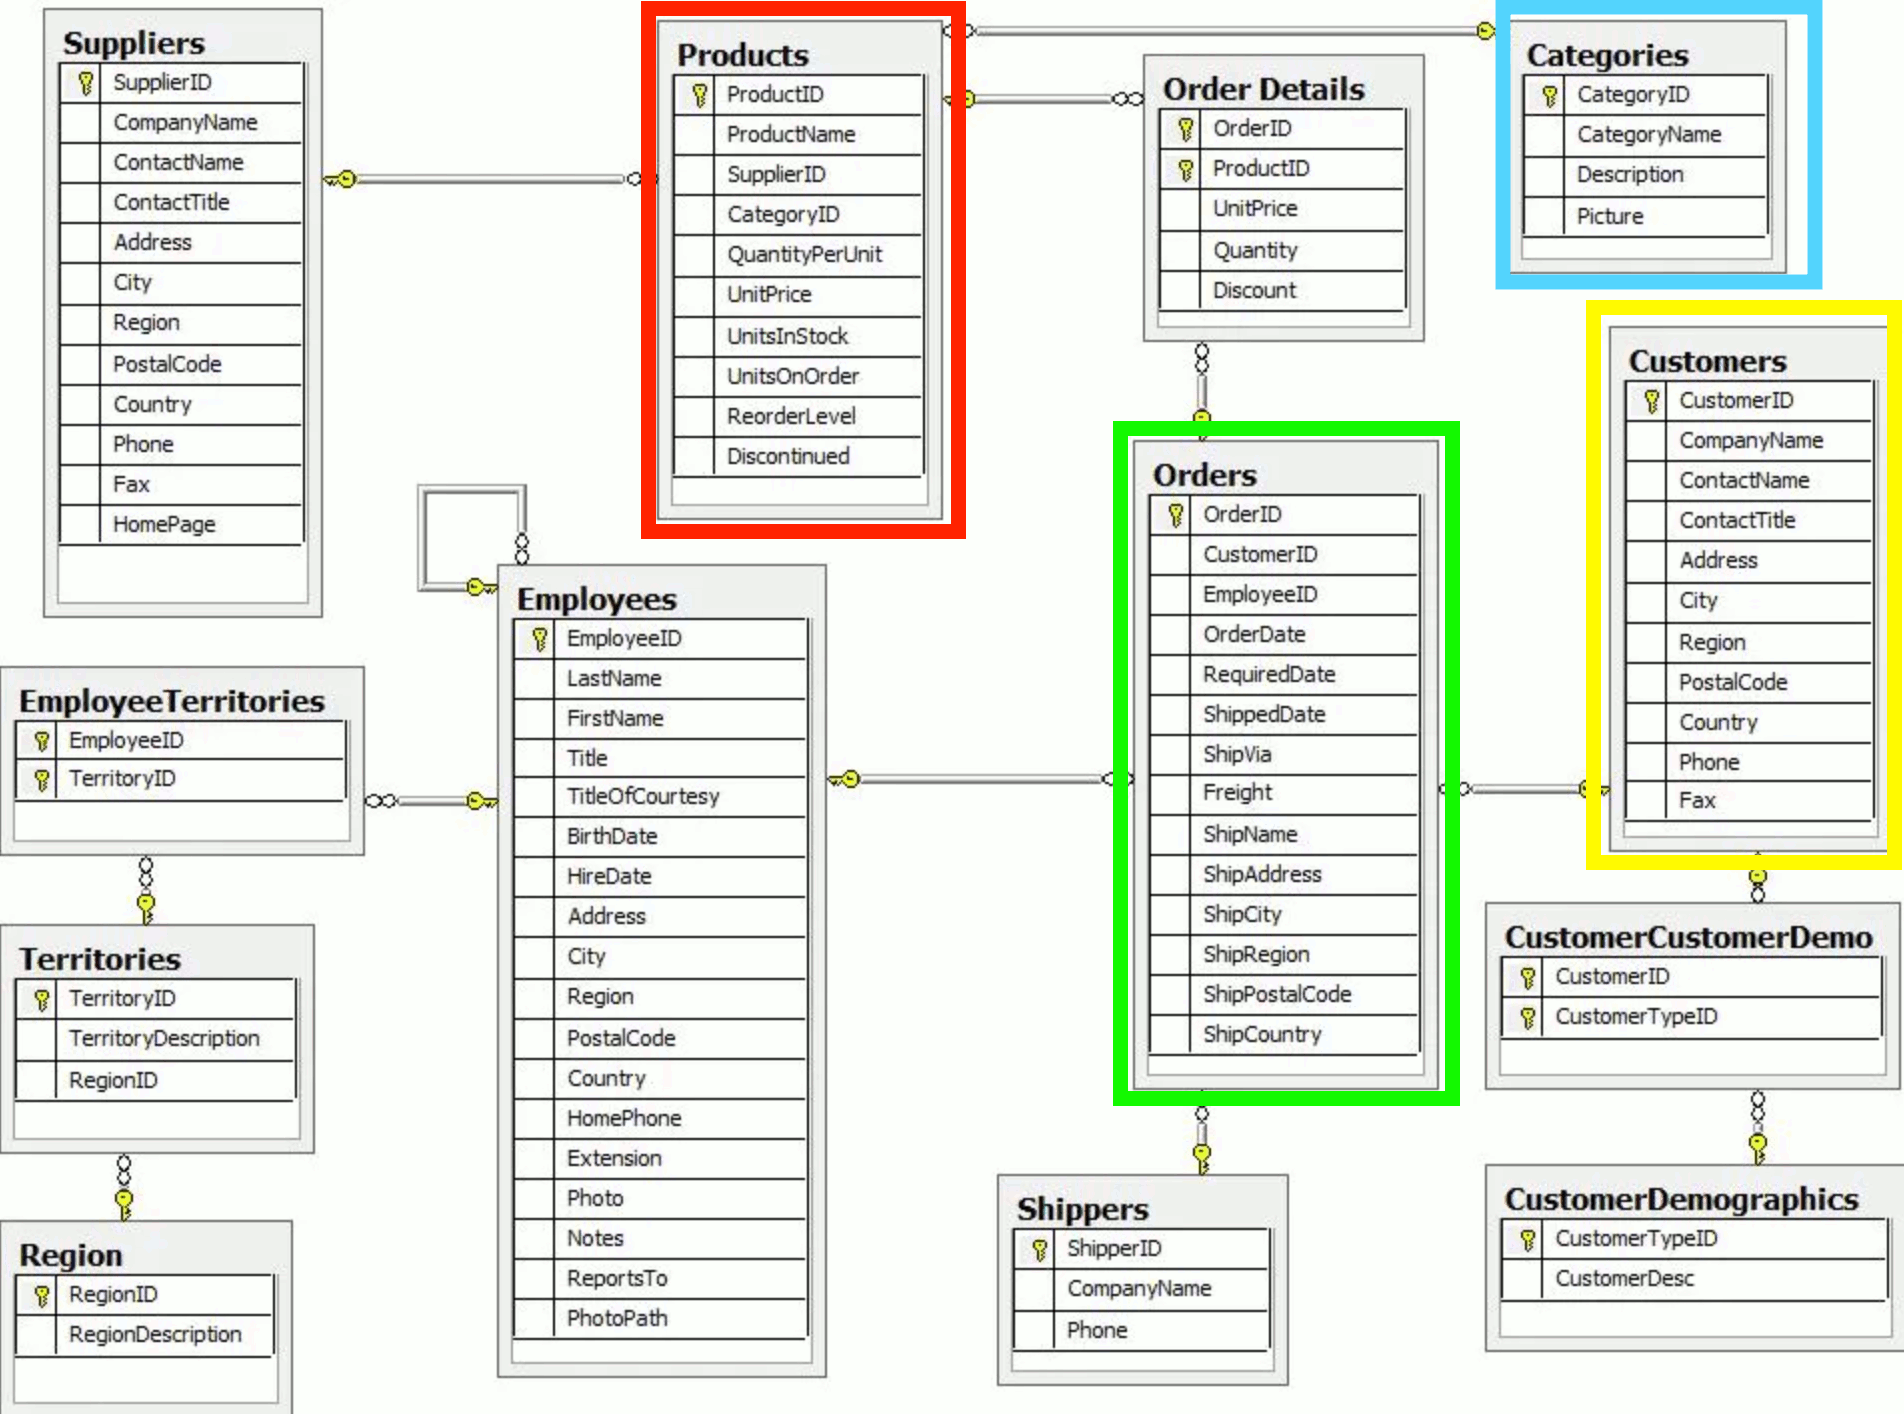 Suppliers
SupplierID
CompanyName
ContactName
ContactTitle
Address
City
Region
PostalCode
Country
Phone
Fax
HomePage
Products
ProductID
ProductName
SupplierID
CategoryID
QuantityPerUnit
UnitPrice
UnitsInStock
UnitsOnOrder
ReorderLevel
Discontinued
Order Details
OrderID
ProductID
UnitPrice
Quantity
Discount
Categories
CategoryID
CategoryName
Description
Picture
Customers
CustomerID
CompanyName
ContactName
ContactTitle
Address
City
Region
PostalCode
Country
Phone
Fax
Orders
OrderID
CustomerID
EmployeeID
OrderDate
RequiredDate
ShippedDate
ShipVia
Freight
ShipName
ShipAddress
ShipCity
ShipRegion
ShipPostalCode
ShipCountry
Employees
EmployeeID
LastName
FirstName
Title
TitleOfCourtesy
BirthDate
HireDate
Address
City
Region
PostalCode
Country
HomePhone
Extension
Photo
Notes
ReportsTo
PhotoPath
EmployeeTerritories
EmployeeID
TerritoryID
Territories
TerritoryID
TerritoryDescription
RegionID
Region
RegionID
RegionDescription
Shippers
ShipperID
CompanyName
Phone
CustomerCustomerDemo
CustomerID
CustomerTypeID
CustomerDemographics
CustomerTypeID
CustomerDesc